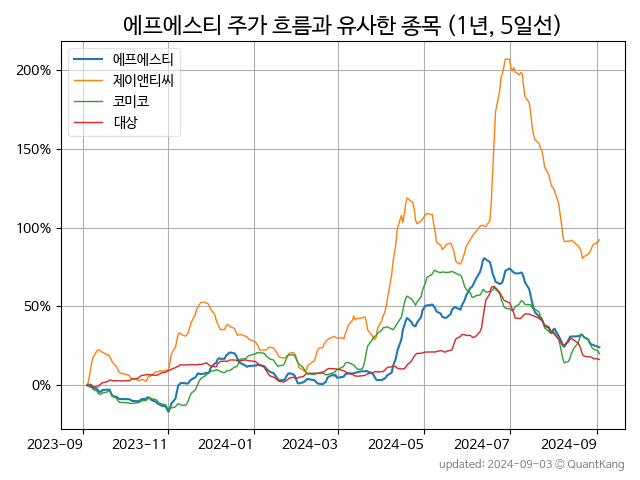 에프에스티 주가 흐름과 유사한 종목 (1년, 5일선)
에프에스티
제이앤티씨
코미코
대상
200%
150%
100%
50%
0%
2023-09 2023-11 2024-01 2024-03 2024-05 2024-07 2024-09
updated: 2024-09-03 © QuantKang